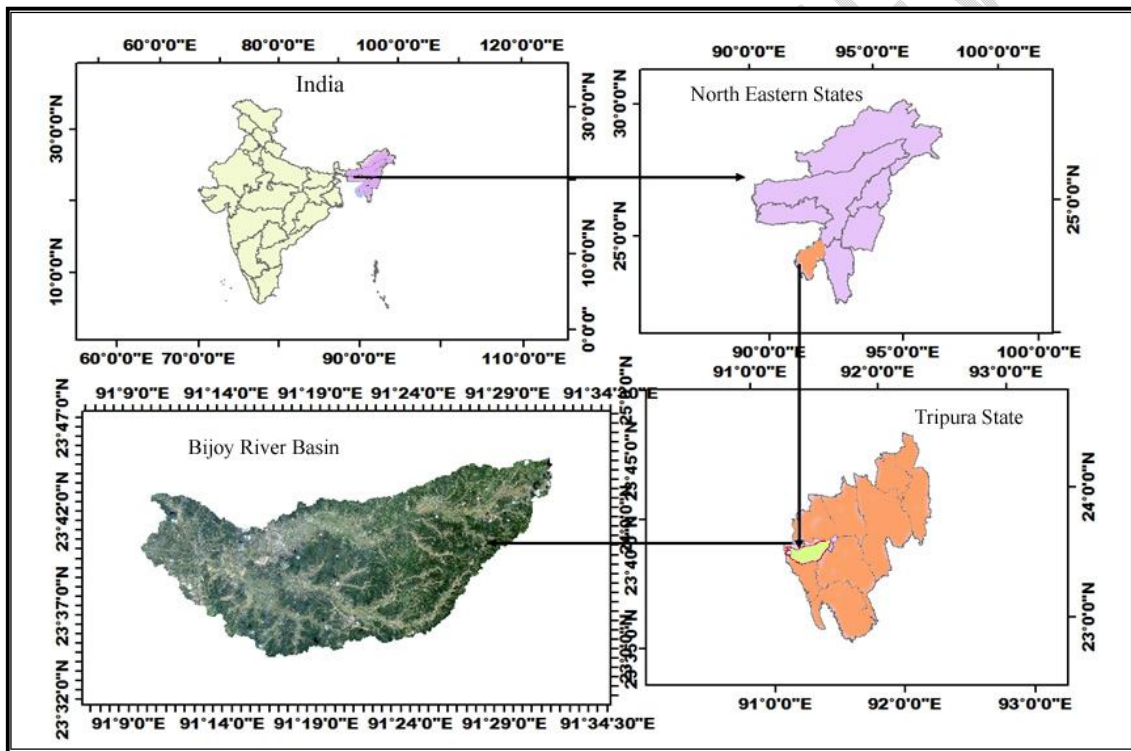 60°0'0"E
80°0'0"E
100°0'0"E
120°0'0"E
India
30°0'0"N
10°0'0"N
30°0'0"N
10°0'0"N
0°0'0"
60°0'0"E
70°0'0"E
90°0'0"E
110°0'0"E
90°0'0"E
95°0'0"E
100°0'0"E
North Eastern States
30°0'0"N
25°0'0"N
25°0'0"N
90°0'0"E
95°0'0"E
100°0'0"E
91°9'0"E
91°14'0"E
91°19'0"E
91°24'0"E
91°29'0"E
91°34'30"E
Bijoy River Basin
23°47'0"N
23°42'0"N
23°37'0"N
23°32'0"N
23°45'0"N
23°40'0"N
91°9'0"E
91°14'0"E
91°19'0"E
91°24'0"E
91°29'0"E
91°34'30"E
91°0'0"E
92°0'0"E
93°0'0"E
Tripura State
24°0'0"N
23°0'0"N
91°0'0"E
92°0'0"E
93°0'0"E